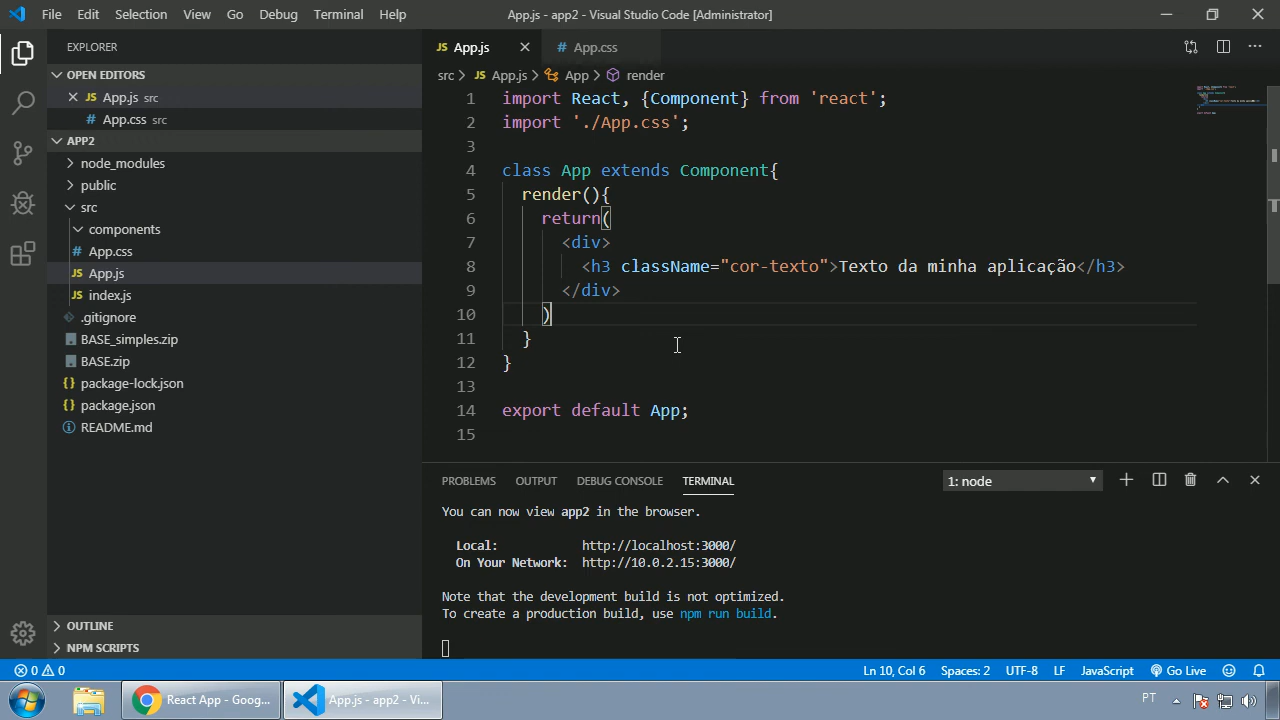 File Edit Selection View Go Debug Terminal Help
App.js - app2 - Visual Studio Code [Administrator]
EXPLORER
OPEN EDITORS
JS App.js src
# App.css src
APP2
node_modules
public
src
components
# App.css
JS App.js
JS index.js
.gitignore
BASE_simples.zip
BASE.zip
{} package-lock.json
{} package.json
README.md
OUTLINE
NPM SCRIPTS
JS App.js
# App.css
src > JS App.js > App > render
1 import React, {Component} from 'react';
2 import './App.css';
3
4 class App extends Component{
5 render(){
6 return(
7 <div>
8 <h3 className="cor-texto">Texto da minha aplicação</h3>
9 </div>
10 )
11 }
12 }
13
14 export default App;
15
PROBLEMS OUTPUT DEBUG CONSOLE TERMINAL
1: node
You can now view app2 in the browser.
Local: http://localhost:3000/
On Your Network: http://10.0.2.15:3000/
Note that the development build is not optimized.
To create a production build, use npm run build.
0 0
Ln 10, Col 6 Spaces: 2 UTF-8 LF JavaScript Go Live
React App - Goog...
App.js - app2 - Vi...
PT